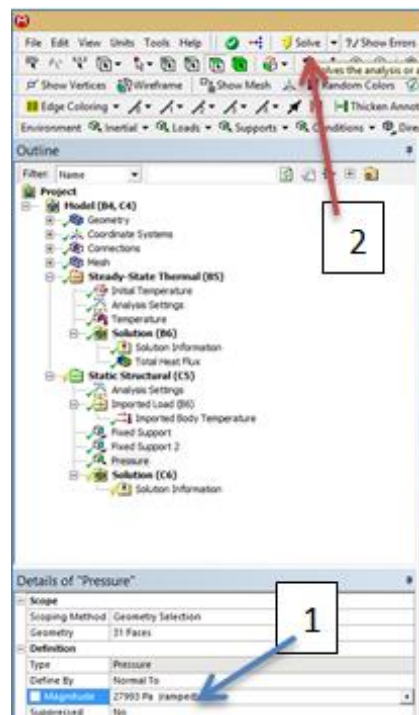 File Edit View Units Tools Help Solve ?/Show Errors
Show Vertices Wireframe Show Mesh Random Colors
Edge Coloring Thicken Anno
Environment Inertial Loads Supports Conditions
Outline
Filter: Name
Project
Model (B4, C4)
Geometry
Coordinate Systems
Connections
Mesh
Steady-State Thermal (B5)
Initial Temperature
Analysis Settings
Temperature
Solution (B6)
Solution Information
Total Heat Flux
Static Structural (C5)
Analysis Settings
Imported Load (B6)
Imported Body Temperature
Fixed Support
Fixed Support 2
Pressure
Solution (C6)
Solution Information
2
Details of "Pressure"
Scope
Scoping Method Geometry Selection
Geometry 31 Faces
Definition
Type Pressure
Define By Normal To
Magnitude 27993 Pa (ramped)
Suppressed No
1